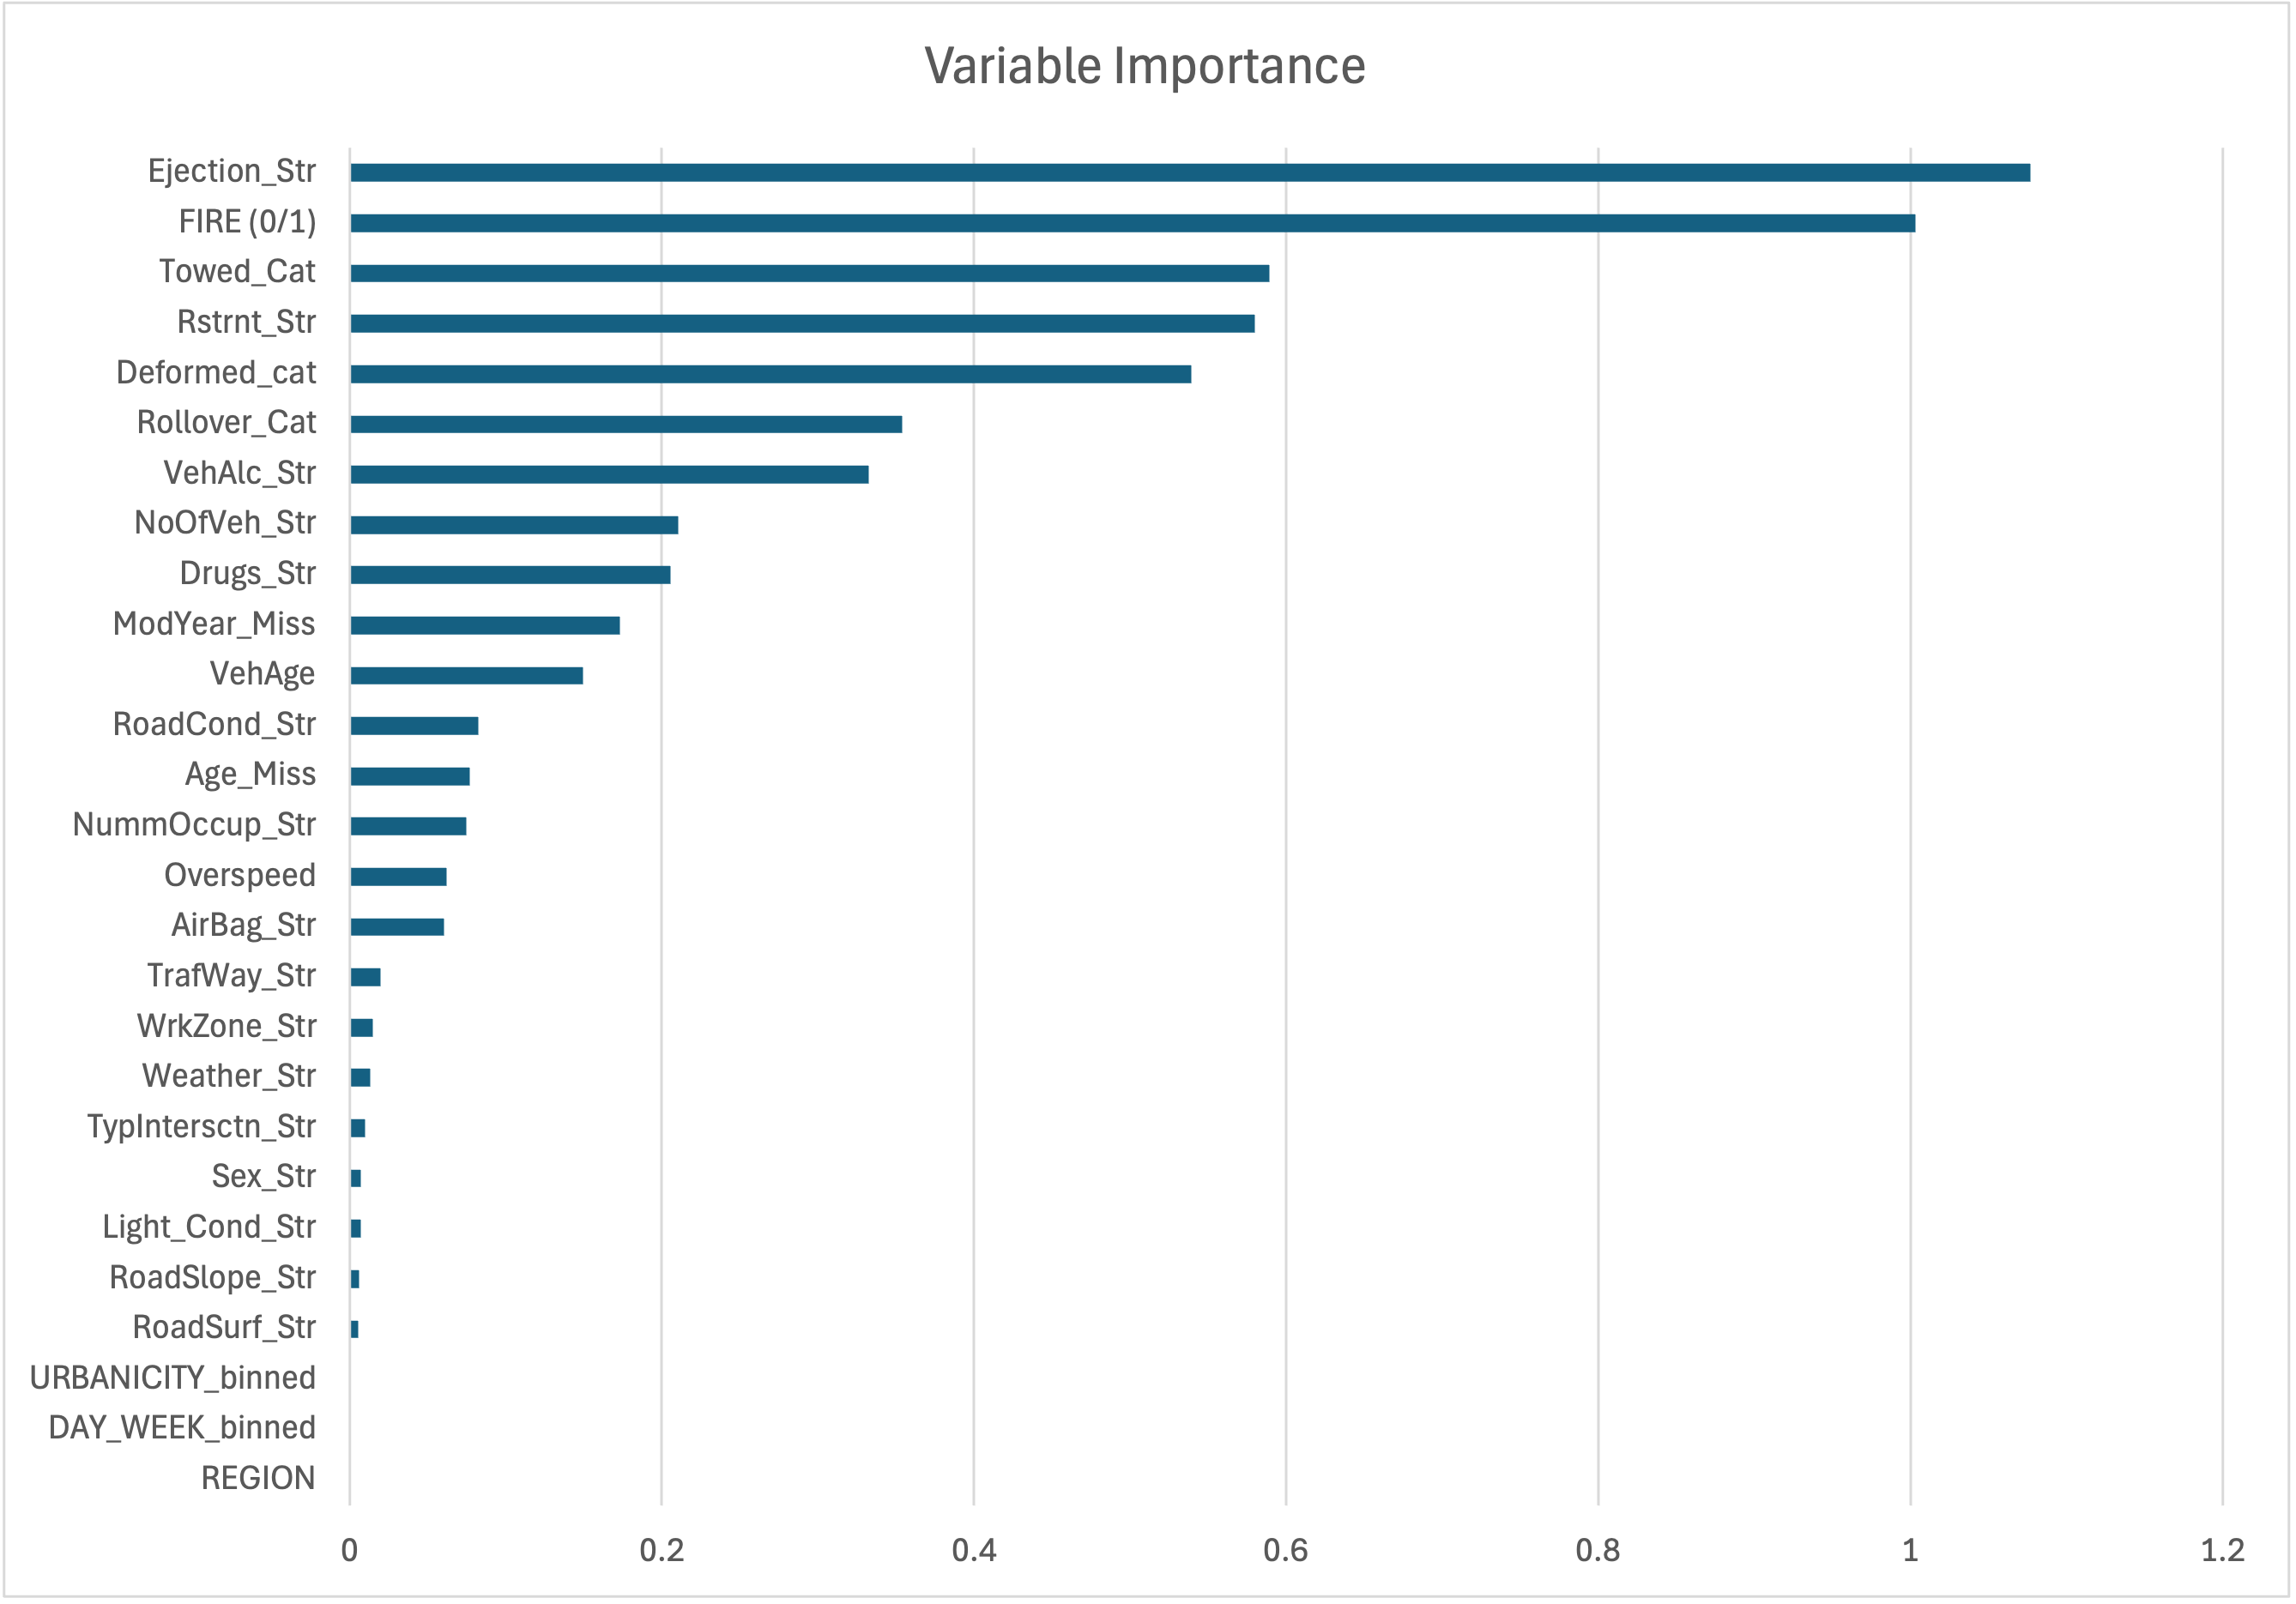 Variable Importance
Ejection_Str
FIRE (0/1)
Towed_Cat
Rstrnt_Str
Deformed_cat
Rollover_Cat
VehAlc_Str
NoOfVeh_Str
Drugs_Str
ModYear_Miss
VehAge
RoadCond_Str
Age_Miss
NummOccup_Str
Overspeed
AirBag_Str
TrafWay_Str
WrkZone_Str
Weather_Str
TypIntersctn_Str
Sex_Str
Light_Cond_Str
RoadSlope_Str
RoadSurf_Str
URBANICITY_binned
DAY_WEEK_binned
REGION
0 0.2 0.4 0.6 0.8 1 1.2